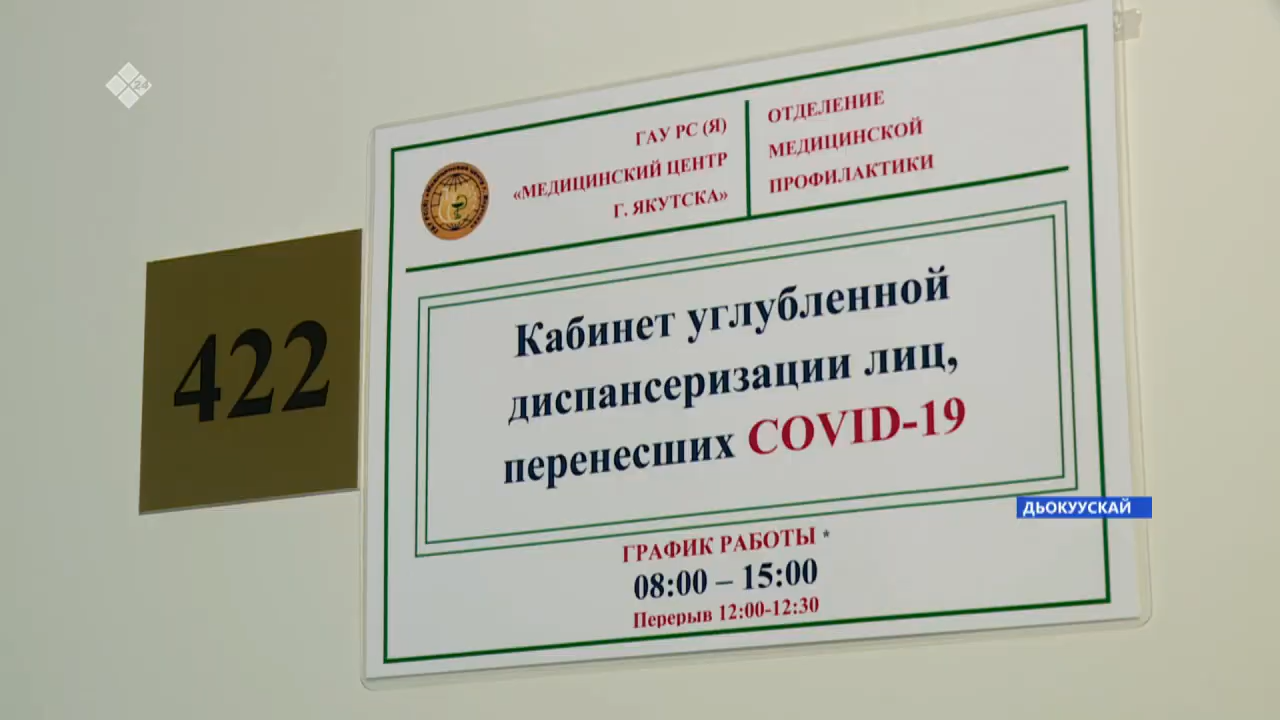 24
422
ГАУ РС (Я)
«МЕДИЦИНСКИЙ ЦЕНТР
Г. ЯКУТСКА»
ОТДЕЛЕНИЕ
МЕДИЦИНСКОЙ
ПРОФИЛАКТИКИ
Кабинет углубленной
диспансеризации лиц,
перенесших COVID-19
ГРАФИК РАБОТЫ *
08:00 – 15:00
Перерыв 12:00-12:30
ДЬОКУУСКАЙ